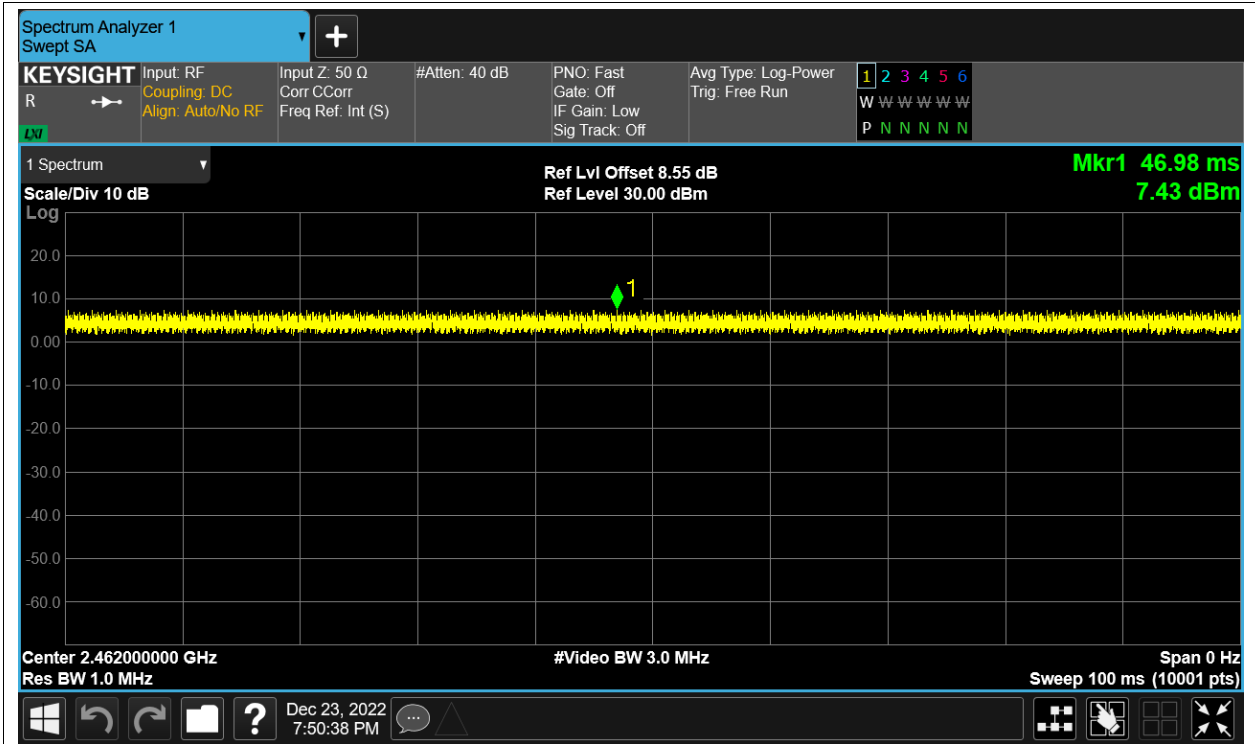 Spectrum Analyzer 1
Swept SA
KEYSIGHT
R
LXI
Input: RF
Coupling: DC
Align: Auto/No RF
Input Z: 50 Ω
Corr CCorr
Freq Ref: Int (S)
#Atten: 40 dB
PNO: Fast
Gate: Off
IF Gain: Low
Sig Track: Off
Avg Type: Log-Power
Trig: Free Run
1 2 3 4 5 6
W W W W W W
P N N N N N
1 Spectrum
Scale/Div 10 dB
Log
Ref Lvl Offset 8.55 dB
Ref Level 30.00 dBm
Mkr1 46.98 ms
7.43 dBm
20.0
10.0
1
0.00
-10.0
-20.0
-30.0
-40.0
-50.0
-60.0
Center 2.462000000 GHz
#Video BW 3.0 MHz
Span 0 Hz
Res BW 1.0 MHz
Sweep 100 ms (10001 pts)
?
Dec 23, 2022
7:50:38 PM